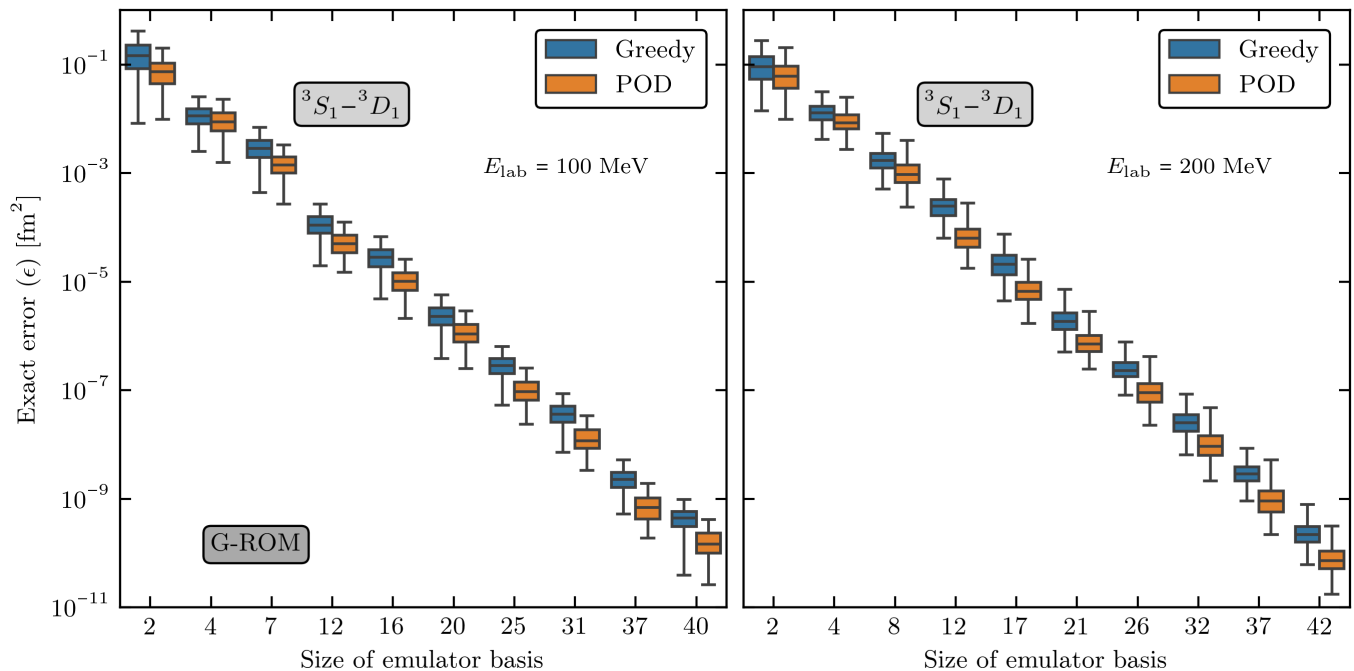 Greedy
POD
³S₁–³D₁
E_lab = 100 MeV
G-ROM
Exact error (ϵ) [fm²]
10⁻¹
10⁻³
10⁻⁵
10⁻⁷
10⁻⁹
10⁻¹¹
2 4 7 12 16 20 25 31 37 40
Size of emulator basis
Greedy
POD
³S₁–³D₁
E_lab = 200 MeV
2 4 8 12 17 21 26 32 37 42
Size of emulator basis